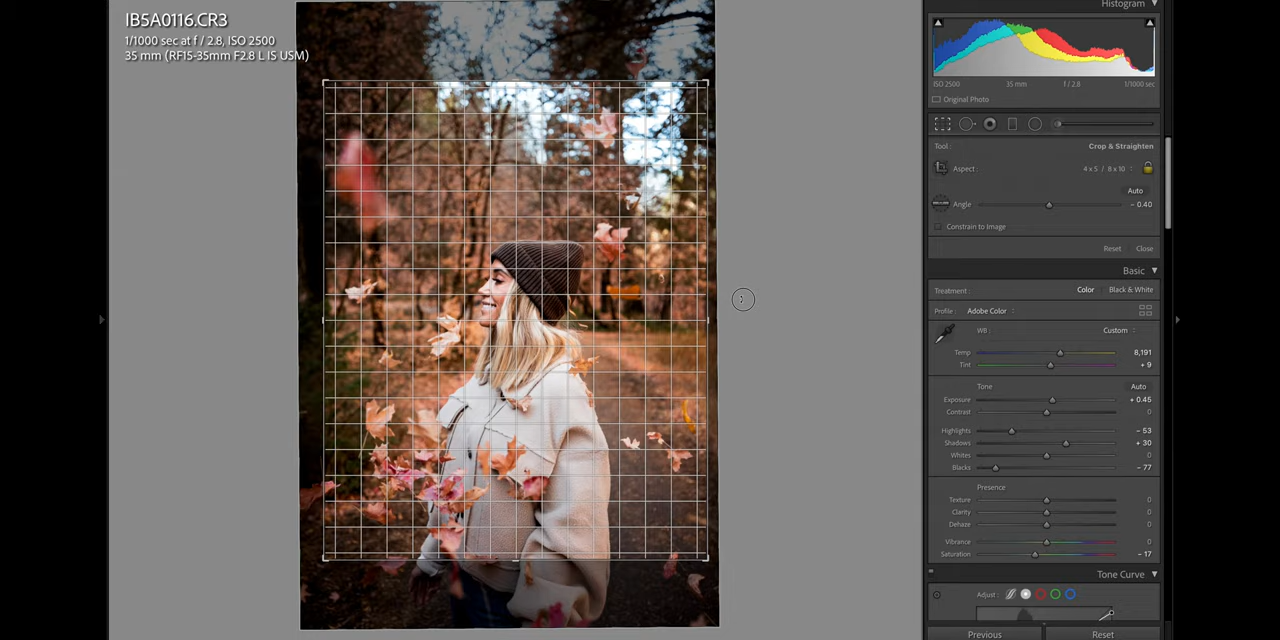 IB5A0116.CR3
1/1000 sec at f / 2.8, ISO 2500
35 mm (RF15-35mm F2.8 L IS USM)
Histogram
ISO 2500 35 mm f / 2.8 1/1000 sec
Original Photo
Tool : Crop & Straighten
Aspect : 4 x 5 / 8 x 10
Auto
Angle - 0.40
Constrain to Image
Reset Close
Basic
Treatment : Color Black & White
Profile : Adobe Color
WB : Custom
Temp 8,191
Tint + 9
Tone Auto
Exposure + 0.45
Contrast 0
Highlights - 53
Shadows + 30
Whites 0
Blacks - 77
Presence
Texture 0
Clarity 0
Dehaze 0
Vibrance 0
Saturation - 17
Tone Curve
Adjust :
Previous Reset